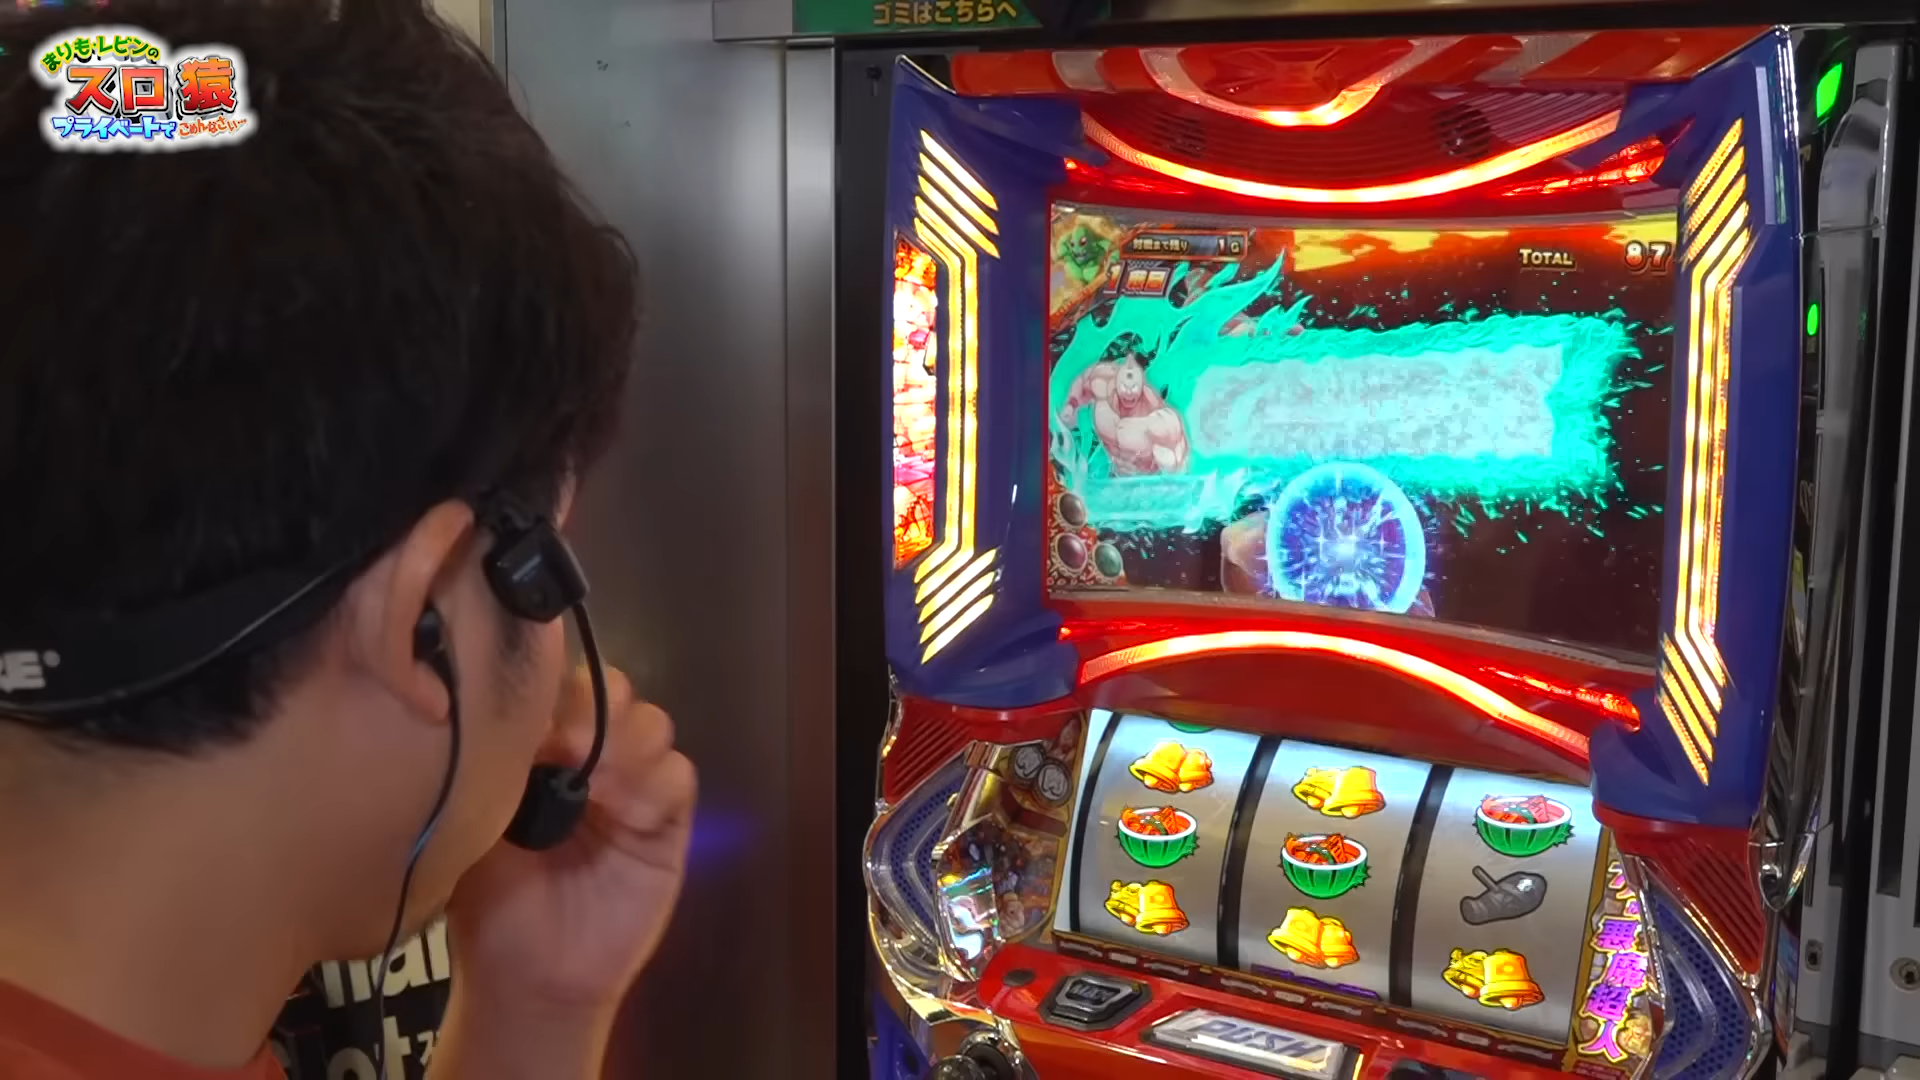 ゴミはこちらへ
まりも・レビンの
スロ猿
プライベートで ごめんなさい…
対戦まで残り 1G
1戦目
TOTAL 87
悪魔超人
PUSH
RE®